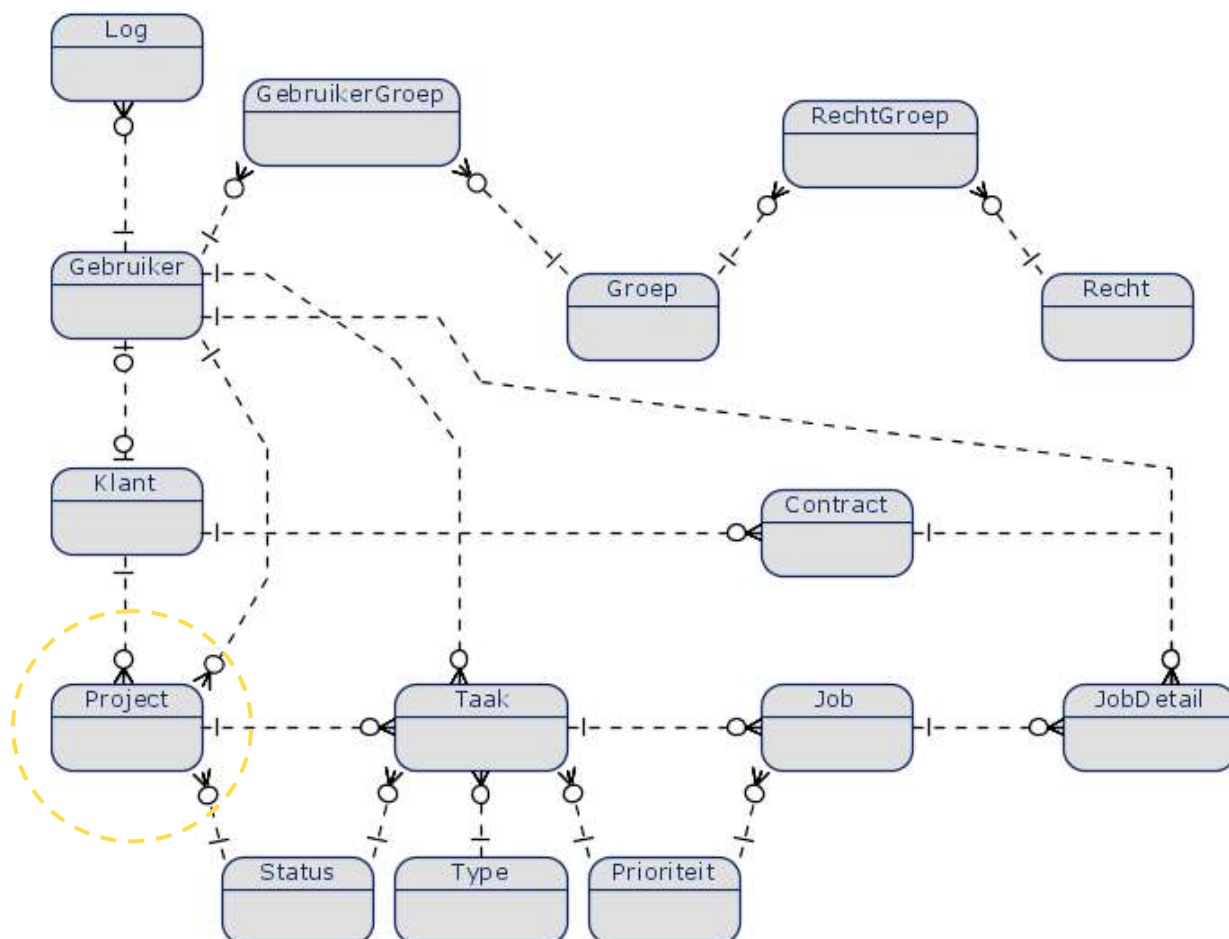 Log
GebruikerGroep
RechtGroep
Gebruiker
Groep
Recht
Klant
Contract
Project
Taak
Job
JobDetail
Status
Type
Prioriteit